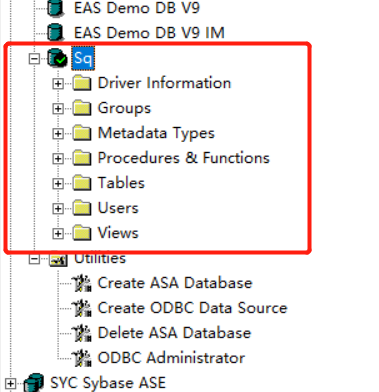 EAS Demo DB V9
EAS Demo DB V9 IM
Sq
Driver Information
Groups
Metadata Types
Procedures & Functions
Tables
Users
Views
Utilities
Create ASA Database
Create ODBC Data Source
Delete ASA Database
ODBC Administrator
SYC Sybase ASE